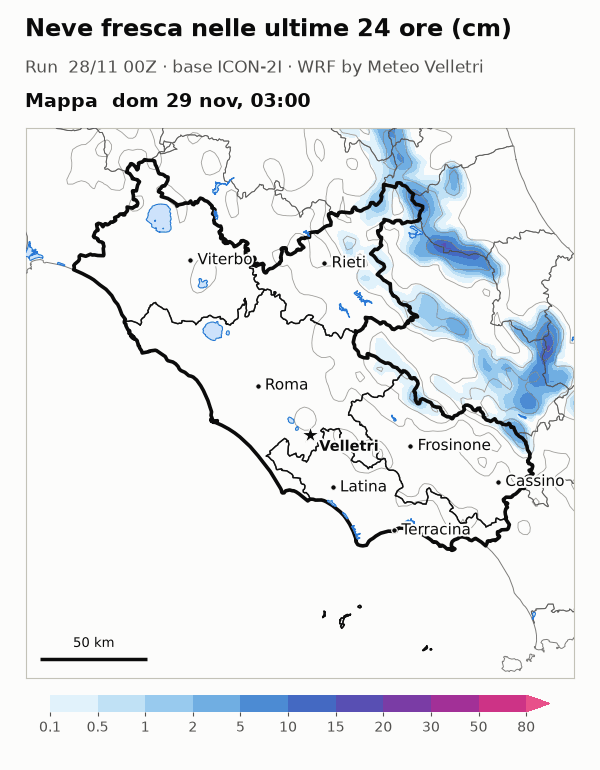 Neve fresca nelle ultime 24 ore (cm)
Run  28/11 00Z · base ICON-2I · WRF by Meteo Velletri
Mappa  dom 29 nov, 03:00
Viterbo
Rieti
Roma
Velletri
Frosinone
Latina
Cassino
Terracina
50 km
0.1 0.5 1 2 5 10 15 20 30 50 80